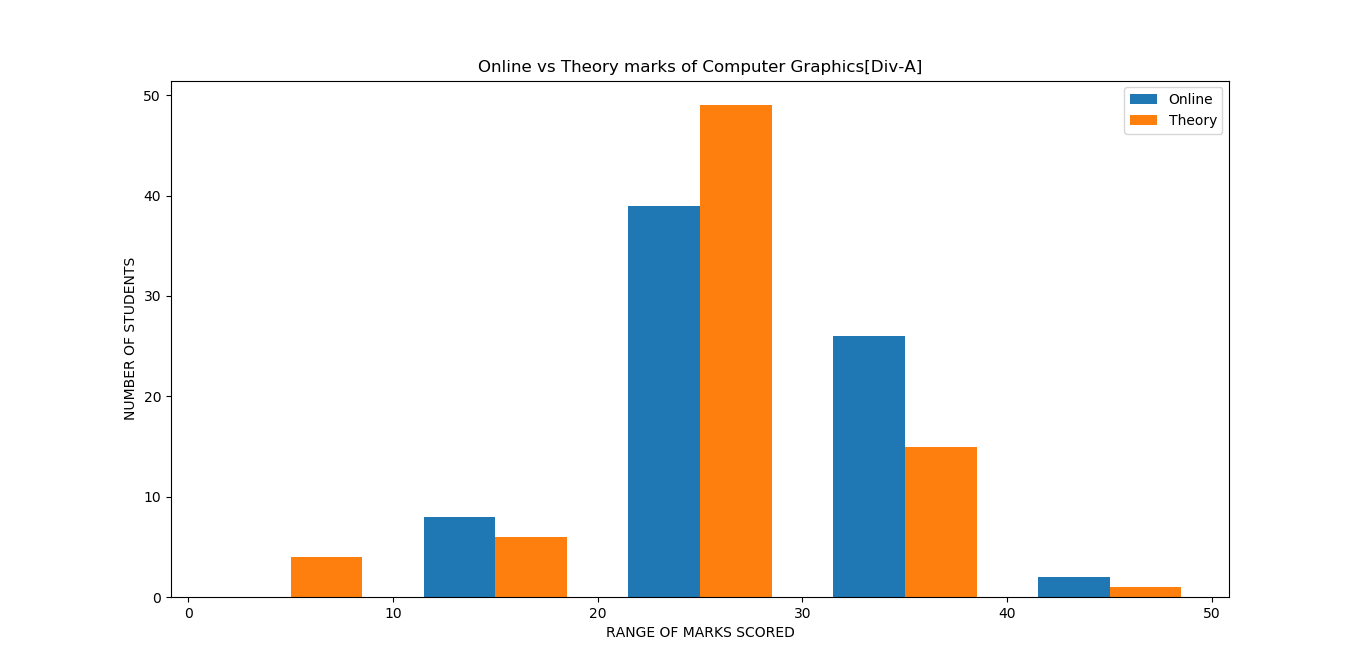 Online vs Theory marks of Computer Graphics[Div-A]
Online
Theory
50
40
30
20
10
0
NUMBER OF STUDENTS
0 10 20 30 40 50
RANGE OF MARKS SCORED